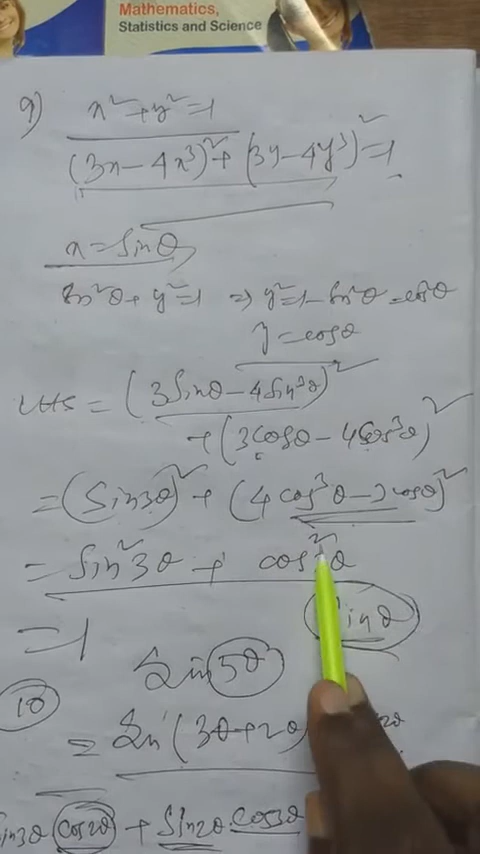 Mathematics,
Statistics and Science
9) x²+y²=1
(3x-4x³)²+(3y-4y³)²=1
x=Sinθ
Sin²θ+y²=1 ⇒ y²=1-Sin²θ=cos²θ
y=cosθ
LHS=(3Sinθ-4Sin³θ)²
+(3Cosθ-4Cos³θ)²
=(Sin3θ)²+(4cos³θ-3cosθ)²
=Sin²3θ+cos²3θ
=1
Sin5θ
10
=Sin(3θ+2θ)
Sin3θ cos2θ + Sin2θ cos3θ